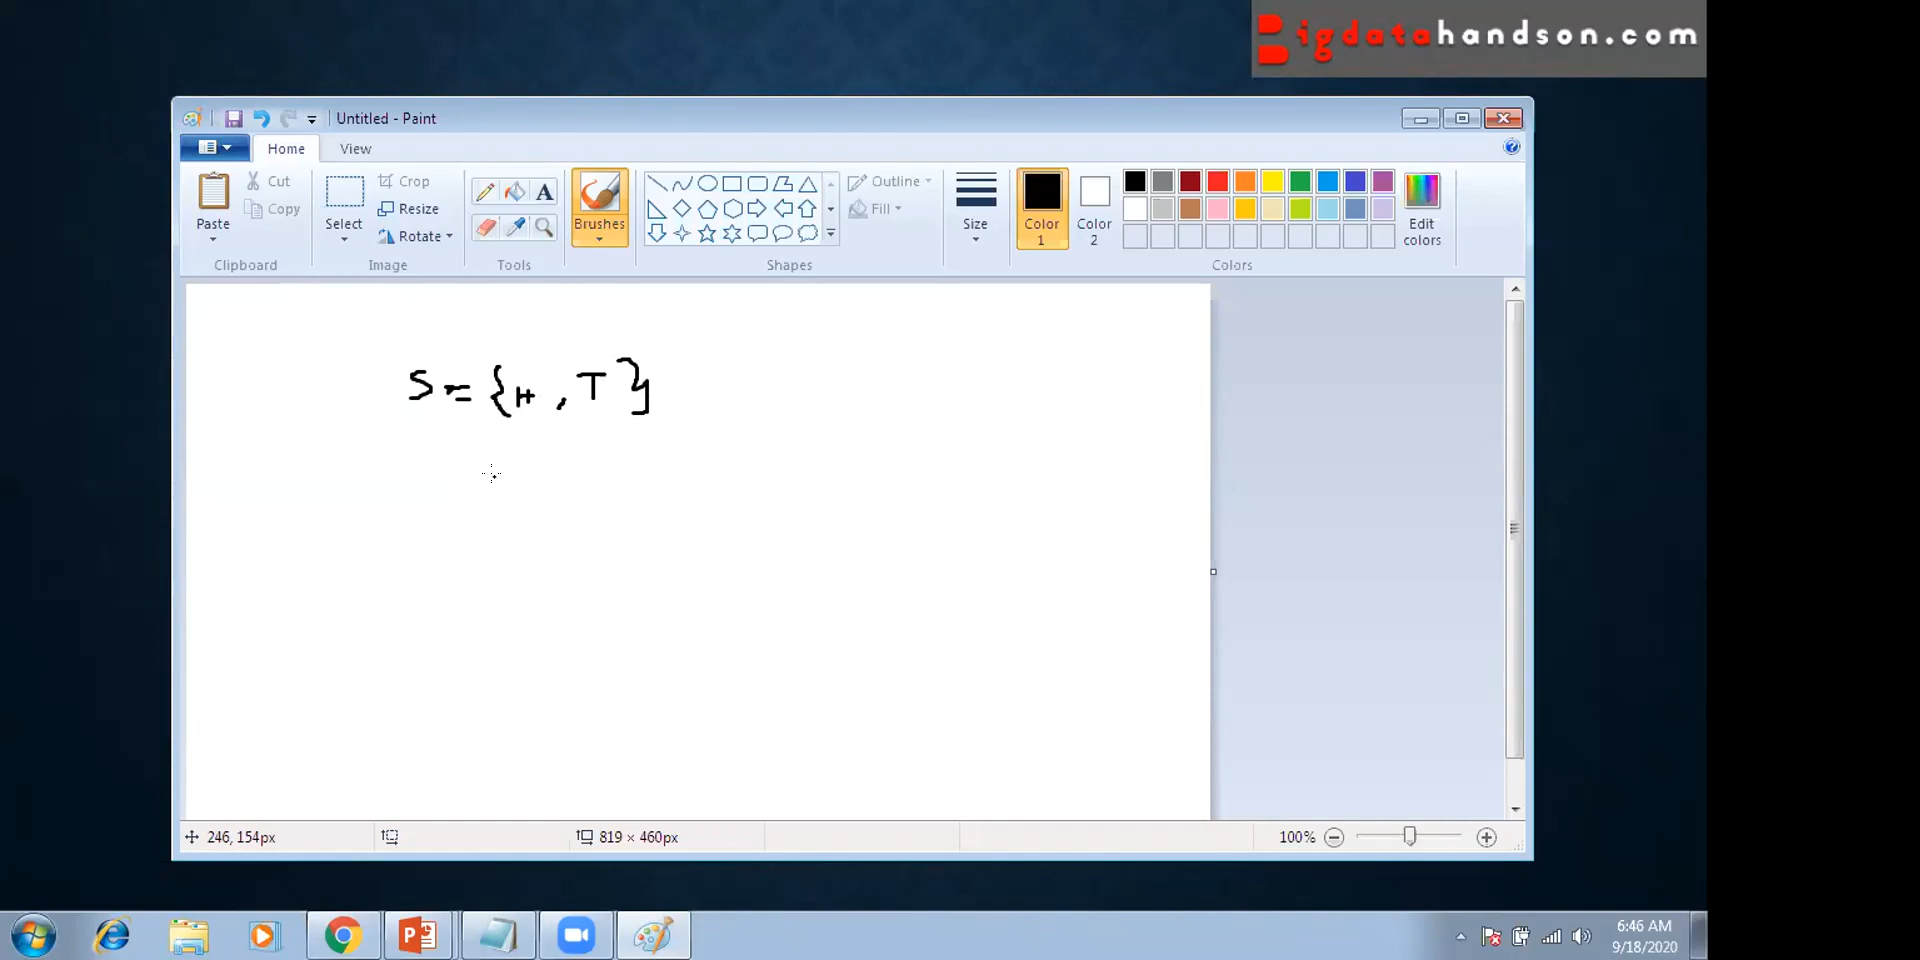 Bigdatahandson.com
Untitled - Paint
Home View
Paste
Cut
Copy
Clipboard
Select
Crop
Resize
Rotate
Image
A
Tools
Brushes
Shapes
Outline
Fill
Size
Color 1
Color 2
Edit colors
Colors
S = {H, T}
246, 154px
819 × 460px
100%
6:46 AM
9/18/2020